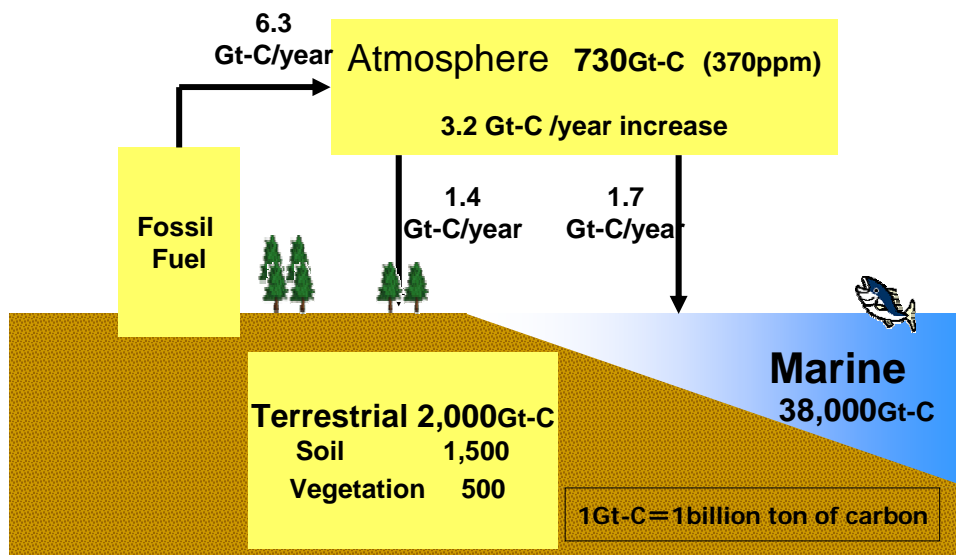 6.3
Gt-C/year
Atmosphere 730Gt-C (370ppm)
3.2 Gt-C /year increase
1.4
Gt-C/year
1.7
Gt-C/year
Fossil
Fuel
Marine
38,000Gt-C
Terrestrial 2,000Gt-C
Soil 1,500
Vegetation 500
1Gt-C＝1billion ton of carbon